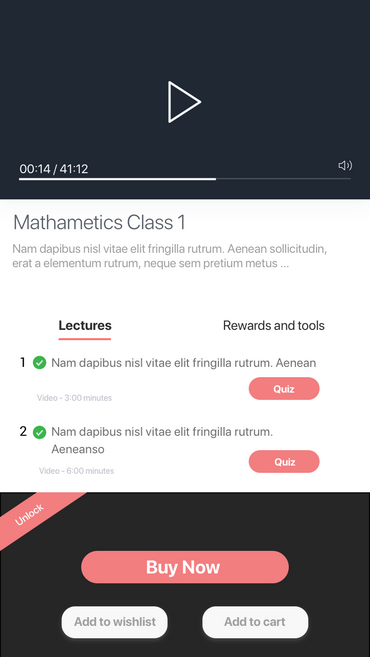 00:14 / 41:12
Mathametics Class 1
Nam dapibus nisl vitae elit fringilla rutrum. Aenean sollicitudin,
erat a elementum rutrum, neque sem pretium metus ...
Lectures
Rewards and tools
1 Nam dapibus nisl vitae elit fringilla rutrum. Aenean
Quiz
Video - 3:00 minutes
2 Nam dapibus nisl vitae elit fringilla rutrum.
Aeneanso
Quiz
Video - 6:00 minutes
Unlock
Buy Now
Add to wishlist
Add to cart